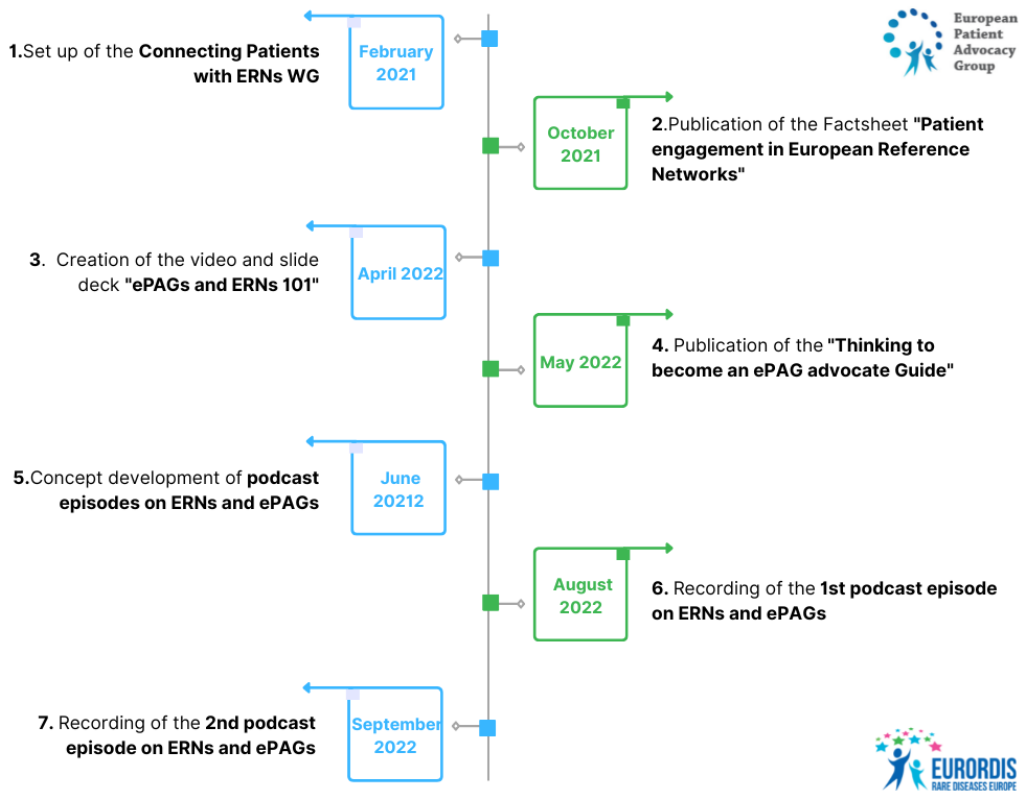 European
Patient
Advocacy
Group
1.Set up of the Connecting Patients
with ERNs WG
February
2021
October
2021
2.Publication of the Factsheet "Patient
engagement in European Reference
Networks"
3.  Creation of the video and slide
deck "ePAGs and ERNs 101"
April 2022
May 2022
4. Publication of the "Thinking to
become an ePAG advocate Guide"
5.Concept development of podcast
episodes on ERNs and ePAGs
June
20212
August
2022
6. Recording of the 1st podcast episode
on ERNs and ePAGs
7. Recording of the 2nd podcast
episode on ERNs and ePAGs
September
2022
EURORDIS
RARE DISEASES EUROPE